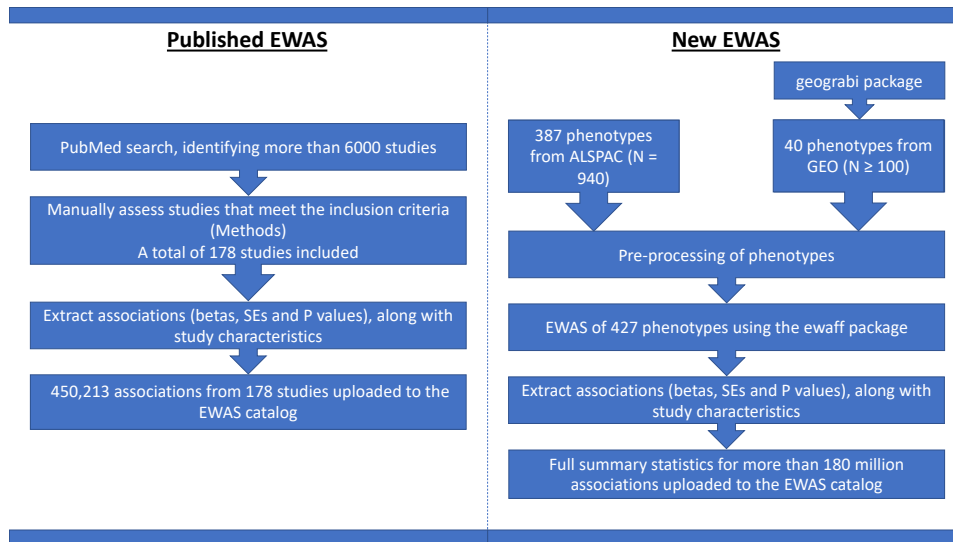 Published EWAS
PubMed search, identifying more than 6000 studies
Manually assess studies that meet the inclusion criteria
(Methods)
A total of 178 studies included
Extract associations (betas, SEs and P values), along with
study characteristics
450,213 associations from 178 studies uploaded to the
EWAS catalog
New EWAS
geograbi package
387 phenotypes
from ALSPAC (N =
940)
40 phenotypes from
GEO (N ≥ 100)
Pre-processing of phenotypes
EWAS of 427 phenotypes using the ewaff package
Extract associations (betas, SEs and P values), along with
study characteristics
Full summary statistics for more than 180 million
associations uploaded to the EWAS catalog